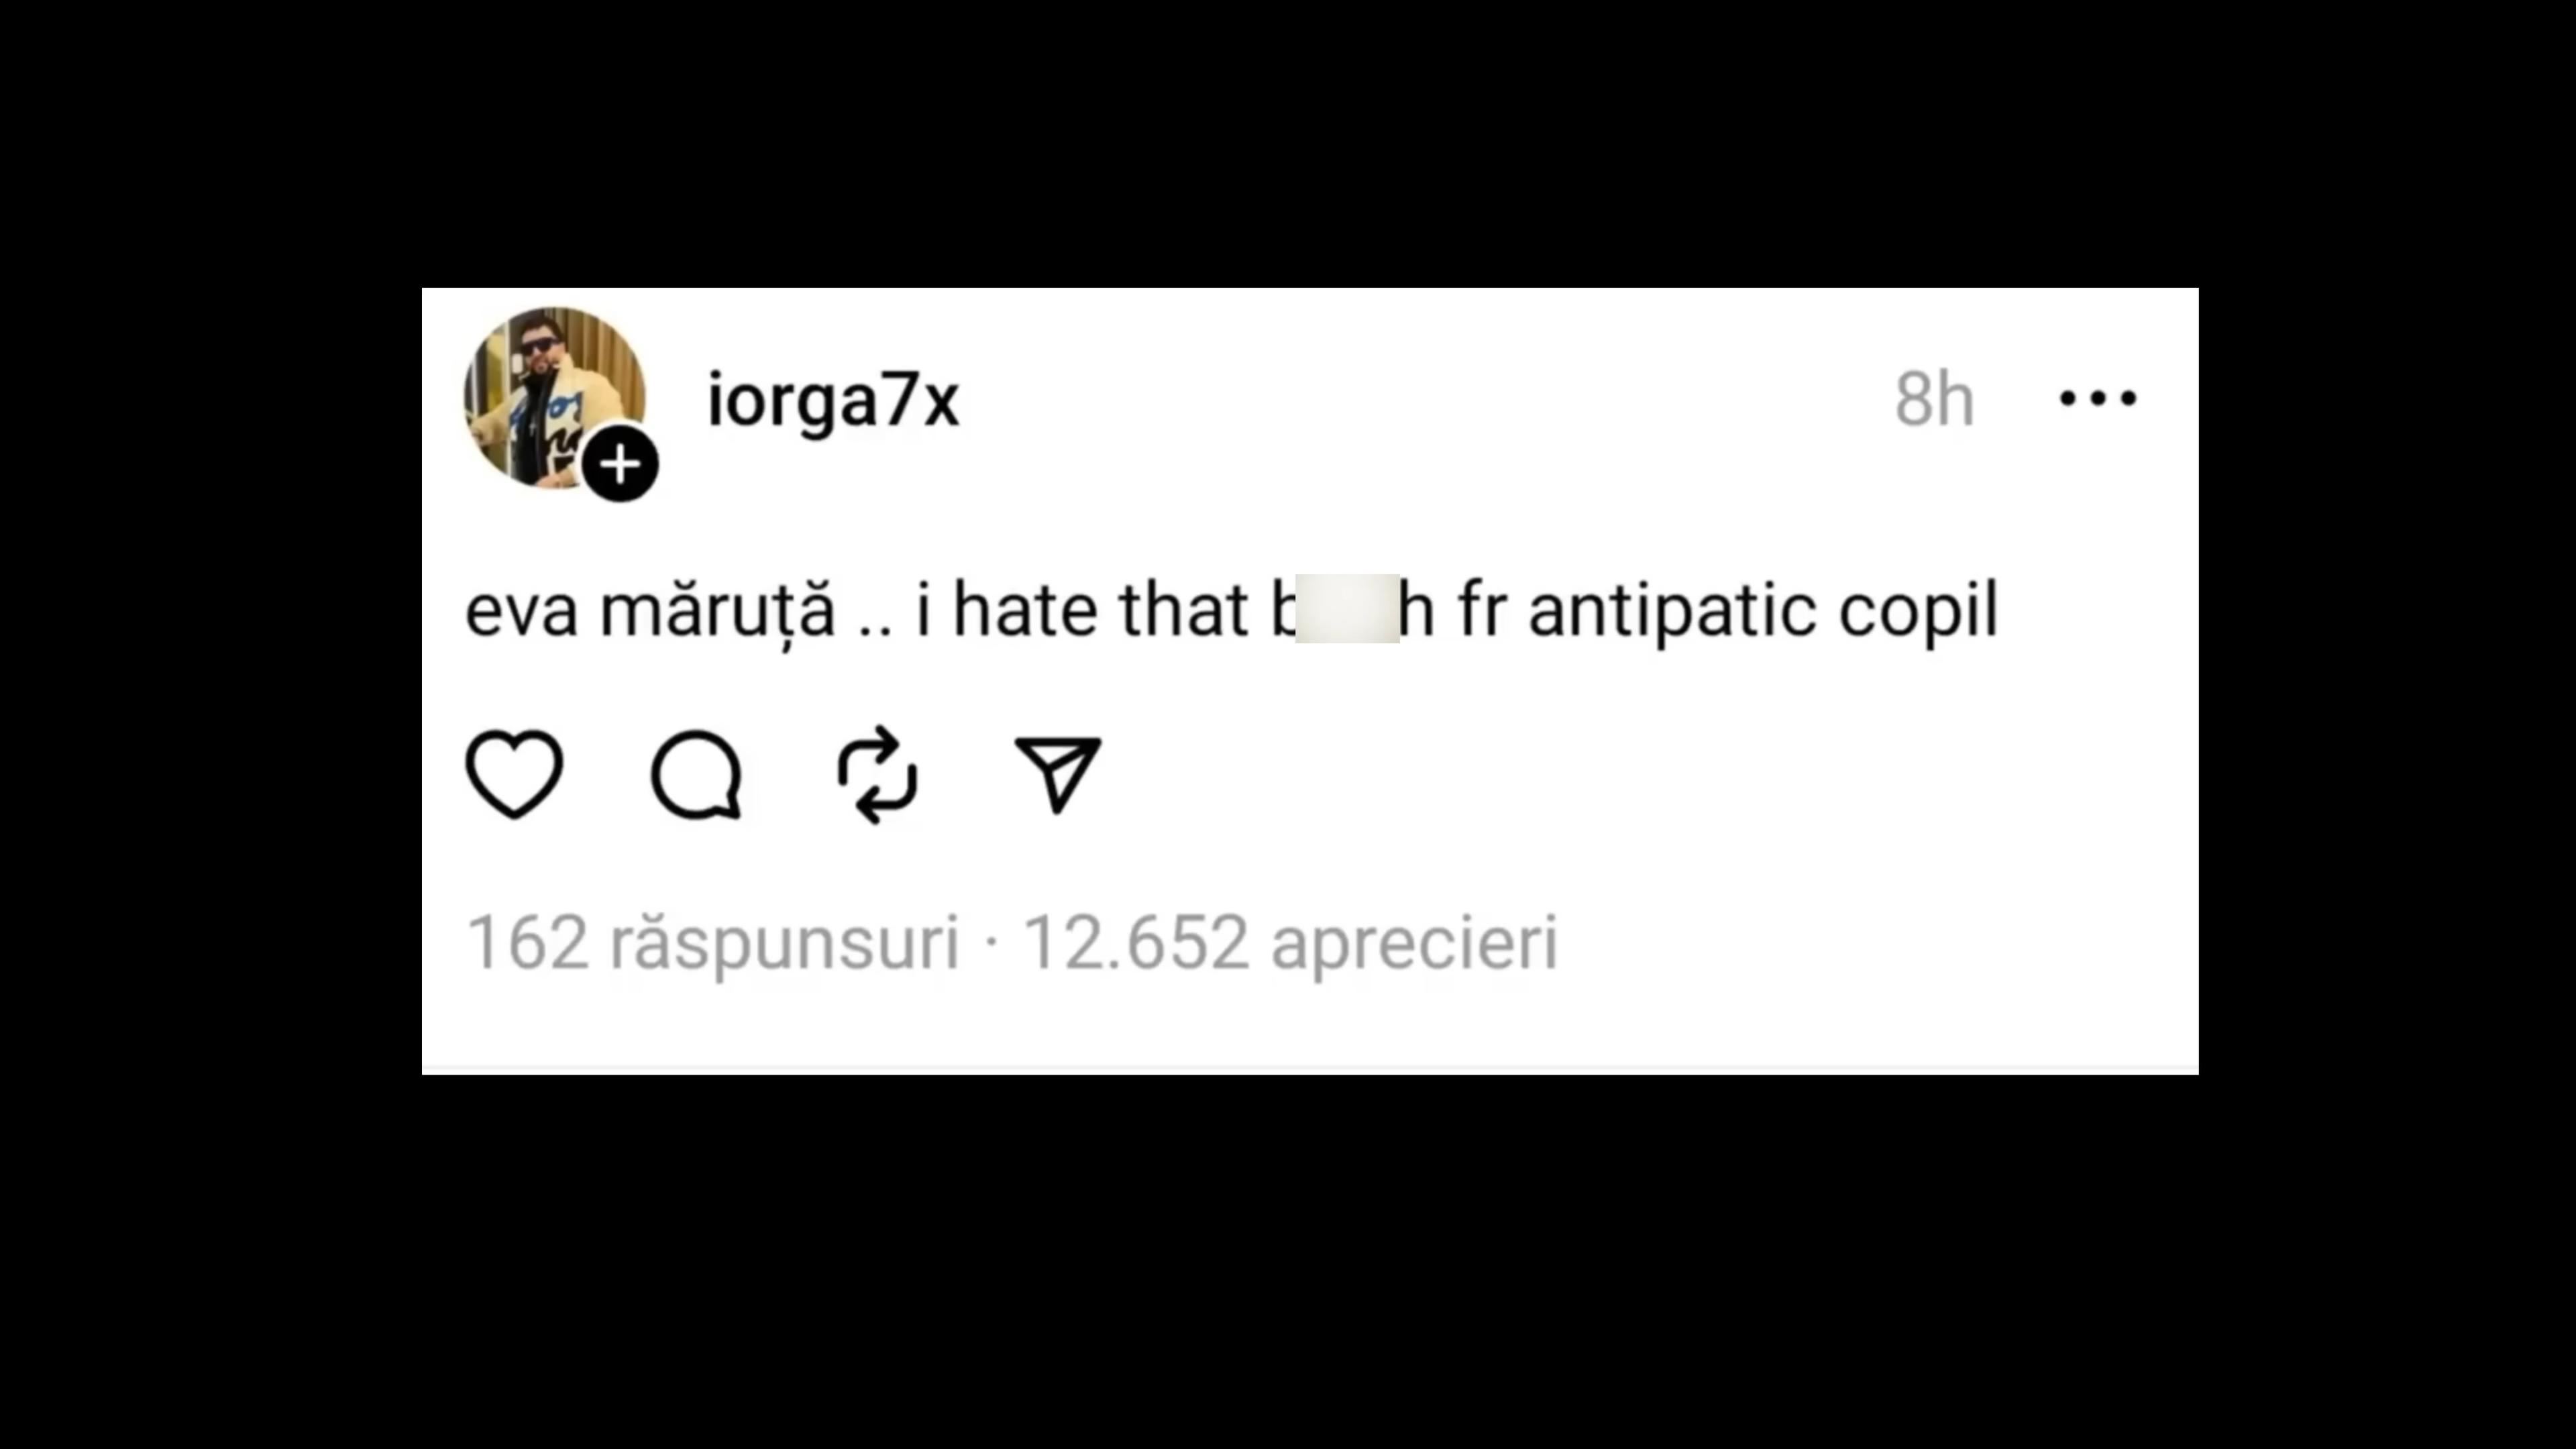 iorga7x
8h
eva măruță .. i hate that b h fr antipatic copil
162 răspunsuri · 12.652 aprecieri